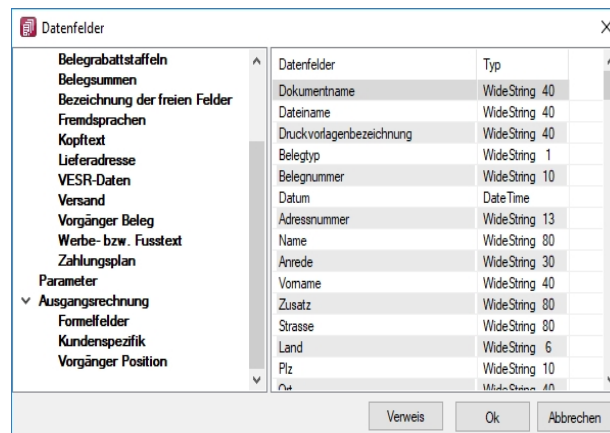 Datenfelder
Belegrabattstaffeln
Belegsummen
Bezeichnung der freien Felder
Fremdsprachen
Kopftext
Lieferadresse
VESR-Daten
Versand
Vorgänger Beleg
Werbe- bzw. Fusstext
Zahlungsplan
Parameter
Ausgangsrechnung
Formelfelder
Kundenspezifik
Vorgänger Position
Datenfelder Typ
Dokumentname WideString 40
Dateiname WideString 40
Druckvorlagenbezeichnung WideString 40
Belegtyp WideString 1
Belegnummer WideString 10
Datum DateTime
Adressnummer WideString 13
Name WideString 80
Anrede WideString 30
Vorname WideString 40
Zusatz WideString 80
Strasse WideString 80
Land WideString 6
Plz WideString 10
Ort WideString 40
Verweis Ok Abbrechen